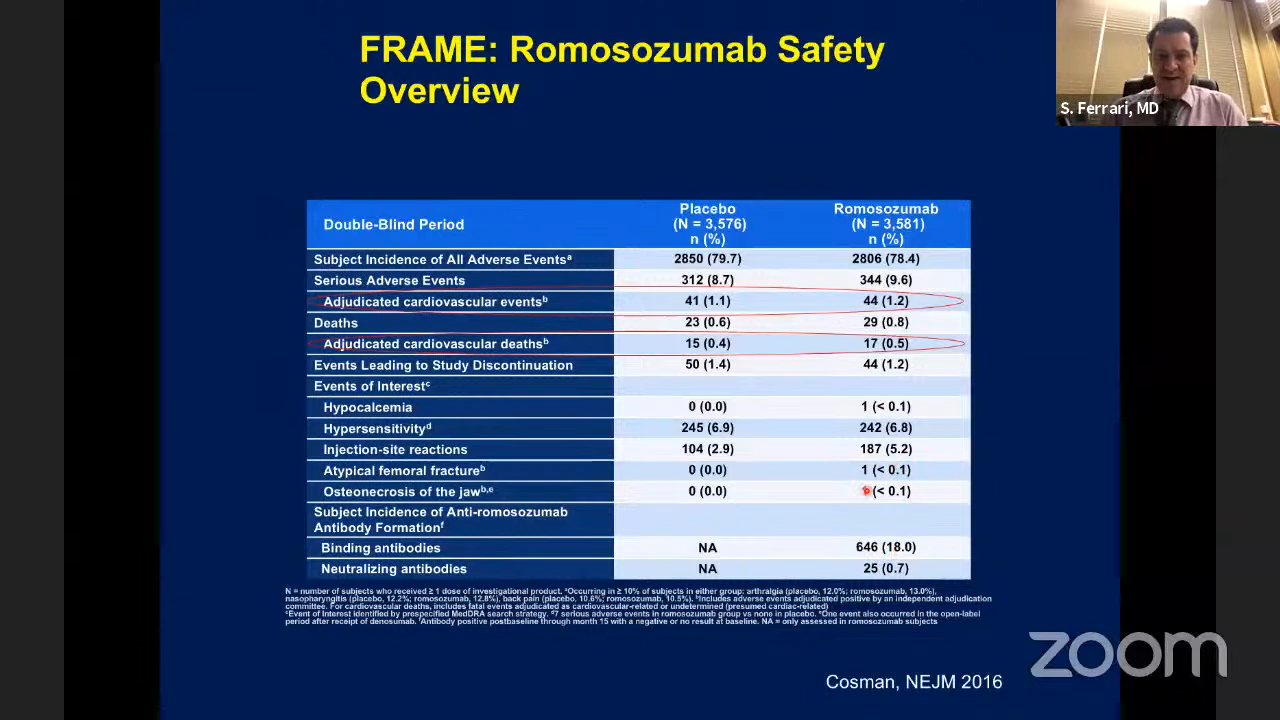 FRAME: Romosozumab Safety
Overview
S. Ferrari, MD
Double-Blind Period
Placebo
(N = 3,576)
n (%)
Romosozumab
(N = 3,581)
n (%)
Subject Incidence of All Adverse Eventsᵃ 2850 (79.7) 2806 (78.4)
Serious Adverse Events 312 (8.7) 344 (9.6)
Adjudicated cardiovascular eventsᵇ 41 (1.1) 44 (1.2)
Deaths 23 (0.6) 29 (0.8)
Adjudicated cardiovascular deathsᵇ 15 (0.4) 17 (0.5)
Events Leading to Study Discontinuation 50 (1.4) 44 (1.2)
Events of Interestᶜ
Hypocalcemia 0 (0.0) 1 (< 0.1)
Hypersensitivityᵈ 245 (6.9) 242 (6.8)
Injection-site reactions 104 (2.9) 187 (5.2)
Atypical femoral fractureᵇ 0 (0.0) 1 (< 0.1)
Osteonecrosis of the jawᵇ,ᵉ 0 (0.0) (< 0.1)
Subject Incidence of Anti-romosozumab
Antibody Formationᶠ
Binding antibodies NA 646 (18.0)
Neutralizing antibodies NA 25 (0.7)
N = number of subjects who received ≥ 1 dose of investigational product. ᵃOccurring in ≥ 10% of subjects in either group: arthralgia (placebo, 12.0%; romosozumab, 13.0%),
nasopharyngitis (placebo, 12.2%; romosozumab, 12.8%), back pain (placebo, 10.6%; romosozumab, 10.5%). ᵇIncludes adverse events adjudicated positive by an independent adjudication
committee. For cardiovascular deaths, includes fatal events adjudicated as cardiovascular-related or undetermined (presumed cardiac-related)
ᶜEvent of Interest identified by prespecified MedDRA search strategy. ᵈ7 serious adverse events in romosozumab group vs none in placebo. ᵉOne event also occurred in the open-label
period after receipt of denosumab. ᶠAntibody positive postbaseline through month 15 with a negative or no result at baseline. NA = only assessed in romosozumab subjects
Cosman, NEJM 2016
zoom